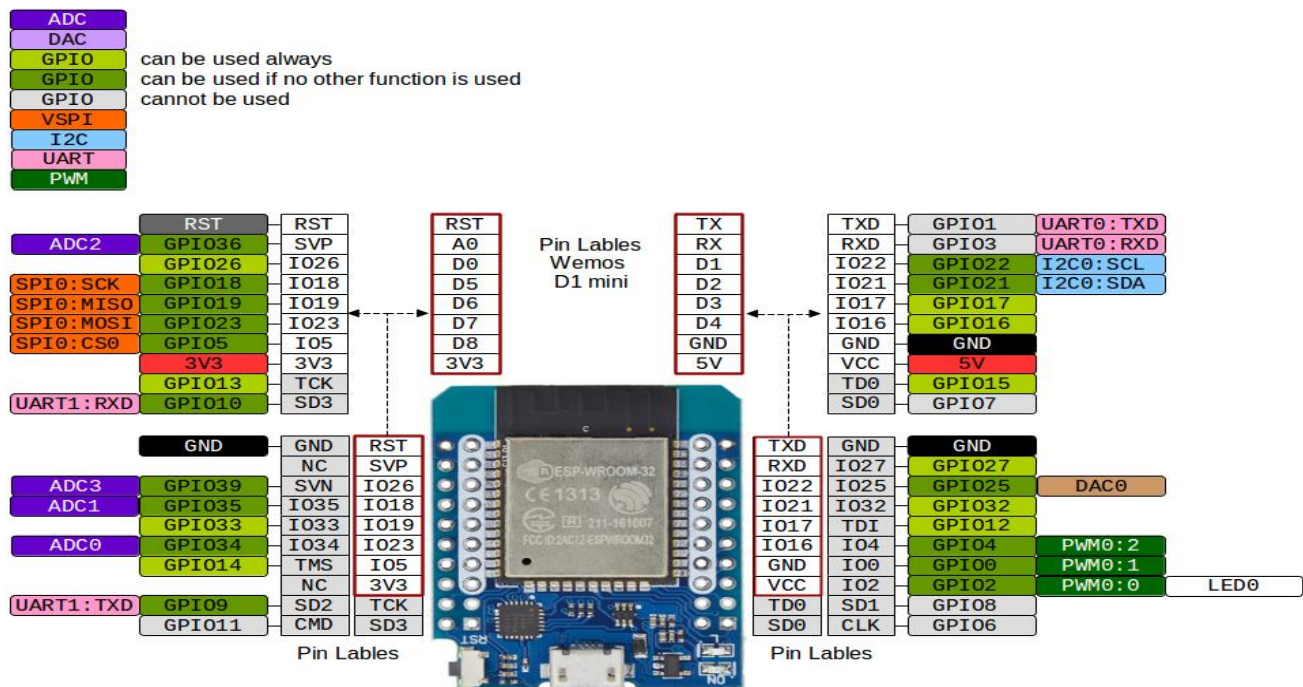 ADC
DAC
GPIO can be used always
GPIO can be used if no other function is used
GPIO cannot be used
VSPI
I2C
UART
PWM
RST RST RST TX TXD GPIO1 UART0:TXD
ADC2 GPIO36 SVP A0 Pin Lables RX RXD GPIO3 UART0:RXD
GPIO26 IO26 D0 Wemos D1 IO22 GPIO22 I2C0:SCL
SPI0:SCK GPIO18 IO18 D5 D1 mini D2 IO21 GPIO21 I2C0:SDA
SPI0:MISO GPIO19 IO19 D6 D3 IO17 GPIO17
SPI0:MOSI GPIO23 IO23 D7 D4 IO16 GPIO16
SPI0:CS0 GPIO5 IO5 D8 GND GND GND
3V3 3V3 3V3 5V VCC 5V
GPIO13 TCK TD0 GPIO15
UART1:RXD GPIO10 SD3 SD0 GPIO7
GND GND RST TXD GND GND
NC SVP ESP-WROOM-32 RXD IO27 GPIO27
ADC3 GPIO39 SVN IO26 CE1313 IO22 IO25 GPIO25 DAC0
ADC1 GPIO35 IO35 IO18 R 211-161007 IO21 IO32 GPIO32
GPIO33 IO33 IO19 FCC ID:2AC7Z-ESPWROOM32 IO17 TDI GPIO12
ADC0 GPIO34 IO34 IO23 IO16 IO4 GPIO4 PWM0:2
GPIO14 TMS IO5 GND IO0 GPIO0 PWM0:1
NC 3V3 VCC IO2 GPIO2 PWM0:0 LED0
UART1:TXD GPIO9 SD2 TCK TD0 SD1 GPIO8
GPIO11 CMD SD3 RST L SD0 CLK GPIO6
Pin Lables ON Pin Lables